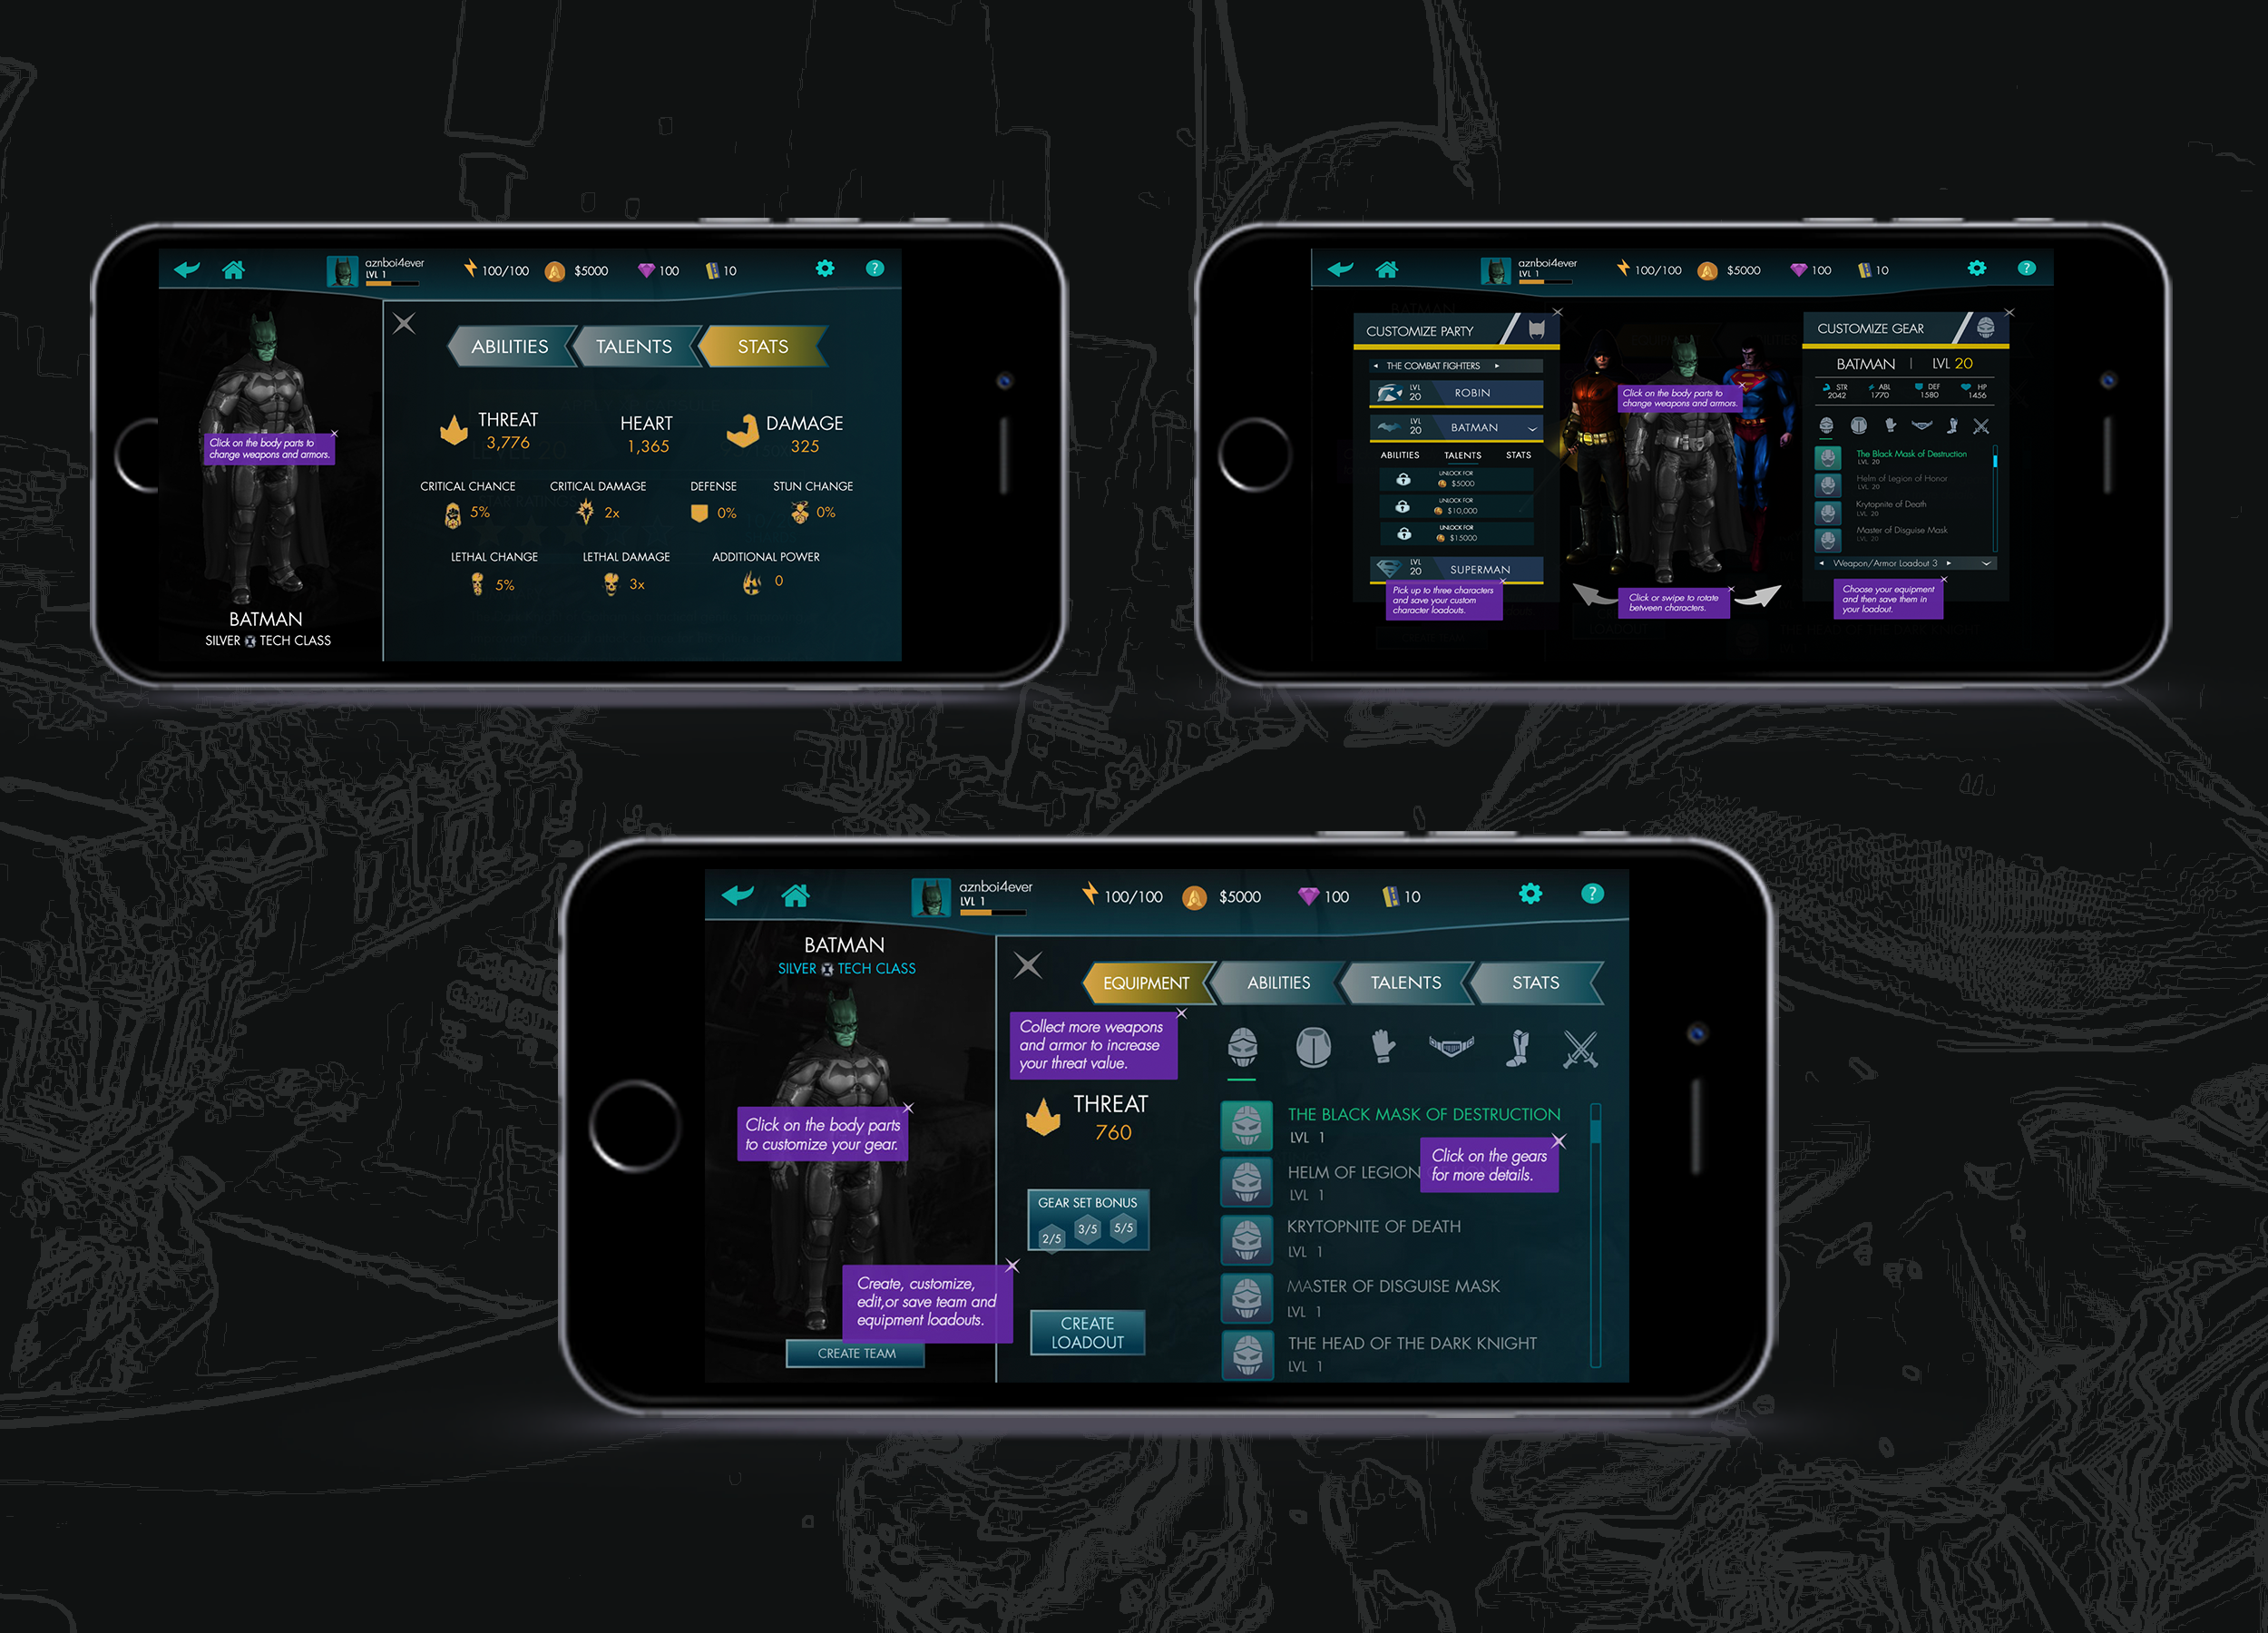 aznboi4ever
LVL 1
100/100
$5000
100
10
?
ABILITIES
TALENTS
STATS
THREAT
3,776
HEART
1,365
DAMAGE
325
Click on the body parts to
change weapons and armors.
CRITICAL CHANCE
5%
CRITICAL DAMAGE
2x
DEFENSE
0%
STUN CHANGE
0%
LETHAL CHANGE
5%
LETHAL DAMAGE
3x
ADDITIONAL POWER
0
BATMAN
SILVER TECH CLASS
aznboi4ever
LVL 1
100/100
$5000
100
10
?
CUSTOMIZE PARTY
THE COMBAT FIGHTERS
LVL
20
ROBIN
LVL
20
BATMAN
ABILITIES
TALENTS
STATS
UNLOCK FOR
$5000
UNLOCK FOR
$10,000
UNLOCK FOR
$15000
LVL
20
SUPERMAN
Pick up to three characters
and save your custom
character loadouts.
Click on the body parts to
change weapons and armors.
Click or swipe to rotate
between characters.
CUSTOMIZE GEAR
BATMAN | LVL 20
STR
2042
ABL
1770
DEF
1580
HP
1456
The Black Mask of Destruction
LVL 20
Helm of Legion of Honor
LVL 20
Krytopnite of Death
LVL 20
Master of Disguise Mask
LVL 20
Weapon/Armor Loadout 3
Choose your equipment
and then save them in
your loadout.
aznboi4ever
LVL 1
100/100
$5000
100
10
?
BATMAN
SILVER TECH CLASS
Click on the body parts
to customize your gear.
Create, customize,
edit,or save team and
equipment loadouts.
CREATE TEAM
EQUIPMENT
ABILITIES
TALENTS
STATS
Collect more weapons
and armor to increase
your threat value.
THREAT
760
GEAR SET BONUS
2/5
3/5
5/5
CREATE
LOADOUT
THE BLACK MASK OF DESTRUCTION
LVL 1
HELM OF LEGION
LVL 1
Click on the gears
for more details.
KRYTOPNITE OF DEATH
LVL 1
MASTER OF DISGUISE MASK
LVL 1
THE HEAD OF THE DARK KNIGHT
LVL 1